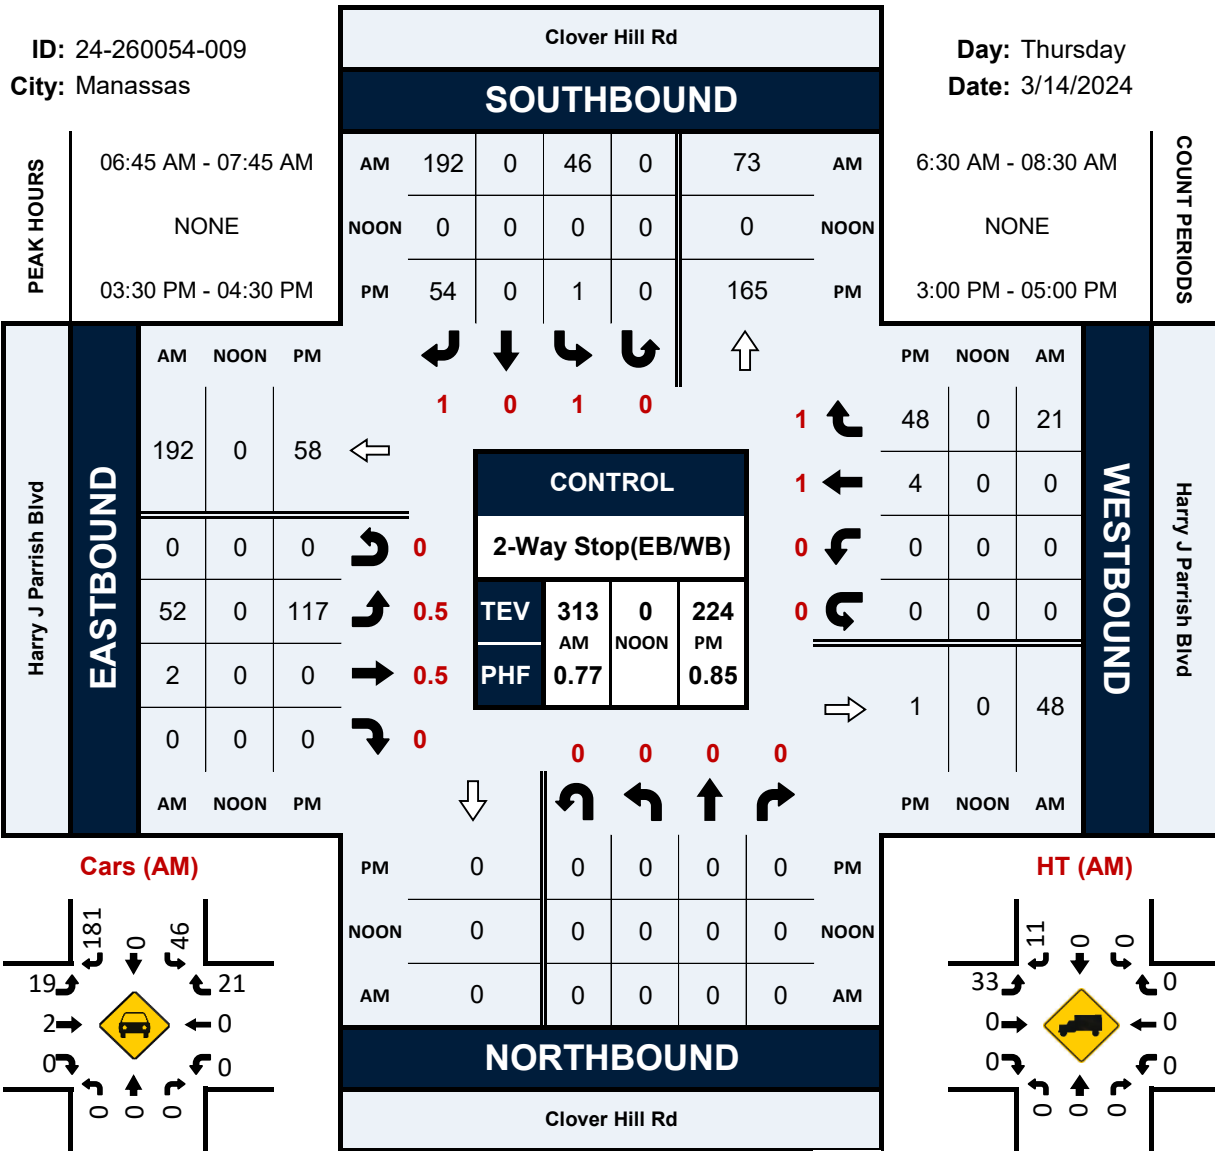 ID: 24-260054-009
City: Manassas
Clover Hill Rd
Day: Thursday
Date: 3/14/2024
SOUTHBOUND
PEAK HOURS
06:45 AM - 07:45 AM
NONE
03:30 PM - 04:30 PM
AM 192 0 46 0 73 AM
NOON 0 0 0 0 0 NOON
PM 54 0 1 0 165 PM
6:30 AM - 08:30 AM
NONE
3:00 PM - 05:00 PM
COUNT PERIODS
1 0 1 0
Harry J Parrish Blvd
EASTBOUND
AM NOON PM
192 0 58
0 0 0 0
52 0 117 0.5
2 0 0 0.5
0 0 0 0
AM NOON PM
CONTROL
2-Way Stop(EB/WB)
TEV 313 0 224
AM NOON PM
PHF 0.77 0.85
PM NOON AM
1 48 0 21
1 4 0 0
0 0 0 0
0 0 0 0
1 0 48
PM NOON AM
WESTBOUND
Harry J Parrish Blvd
0 0 0 0
PM 0 0 0 0 0 PM
NOON 0 0 0 0 0 NOON
AM 0 0 0 0 0 AM
NORTHBOUND
Clover Hill Rd
Cars (AM)
181 0 46
19 21
2 0
0 0
0 0 0
HT (AM)
11 0 0
33 0
0 0
0 0
0 0 0